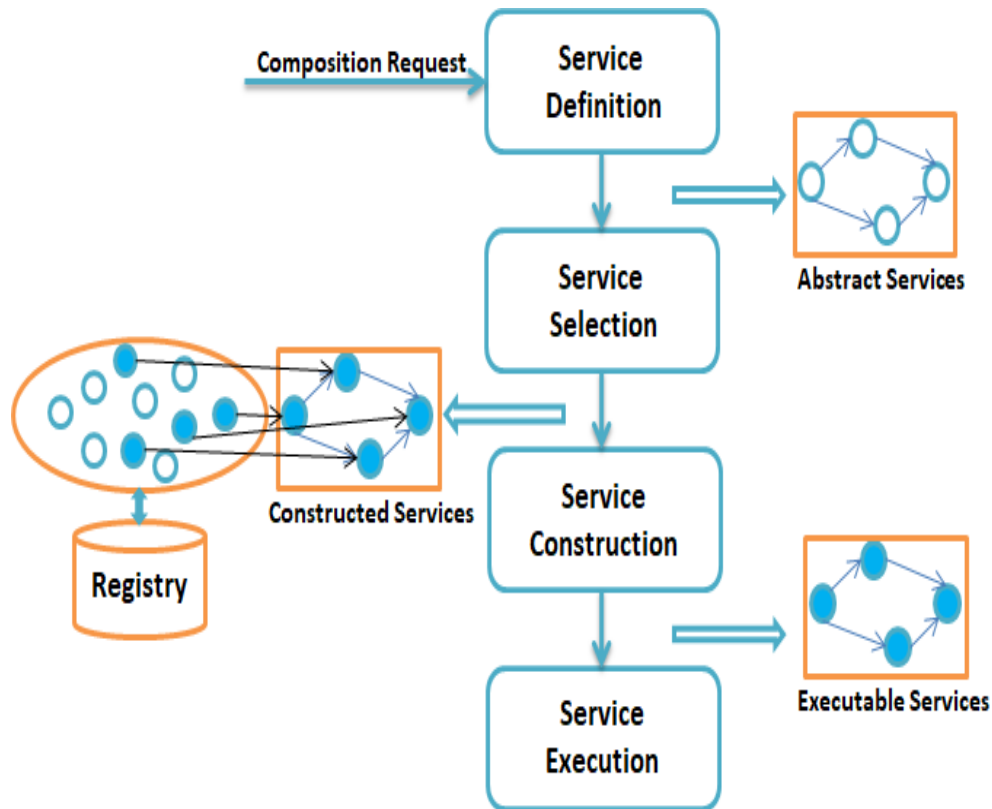 Composition Request
Service
Definition
Abstract Services
Service
Selection
Constructed Services
Registry
Service
Construction
Executable Services
Service
Execution